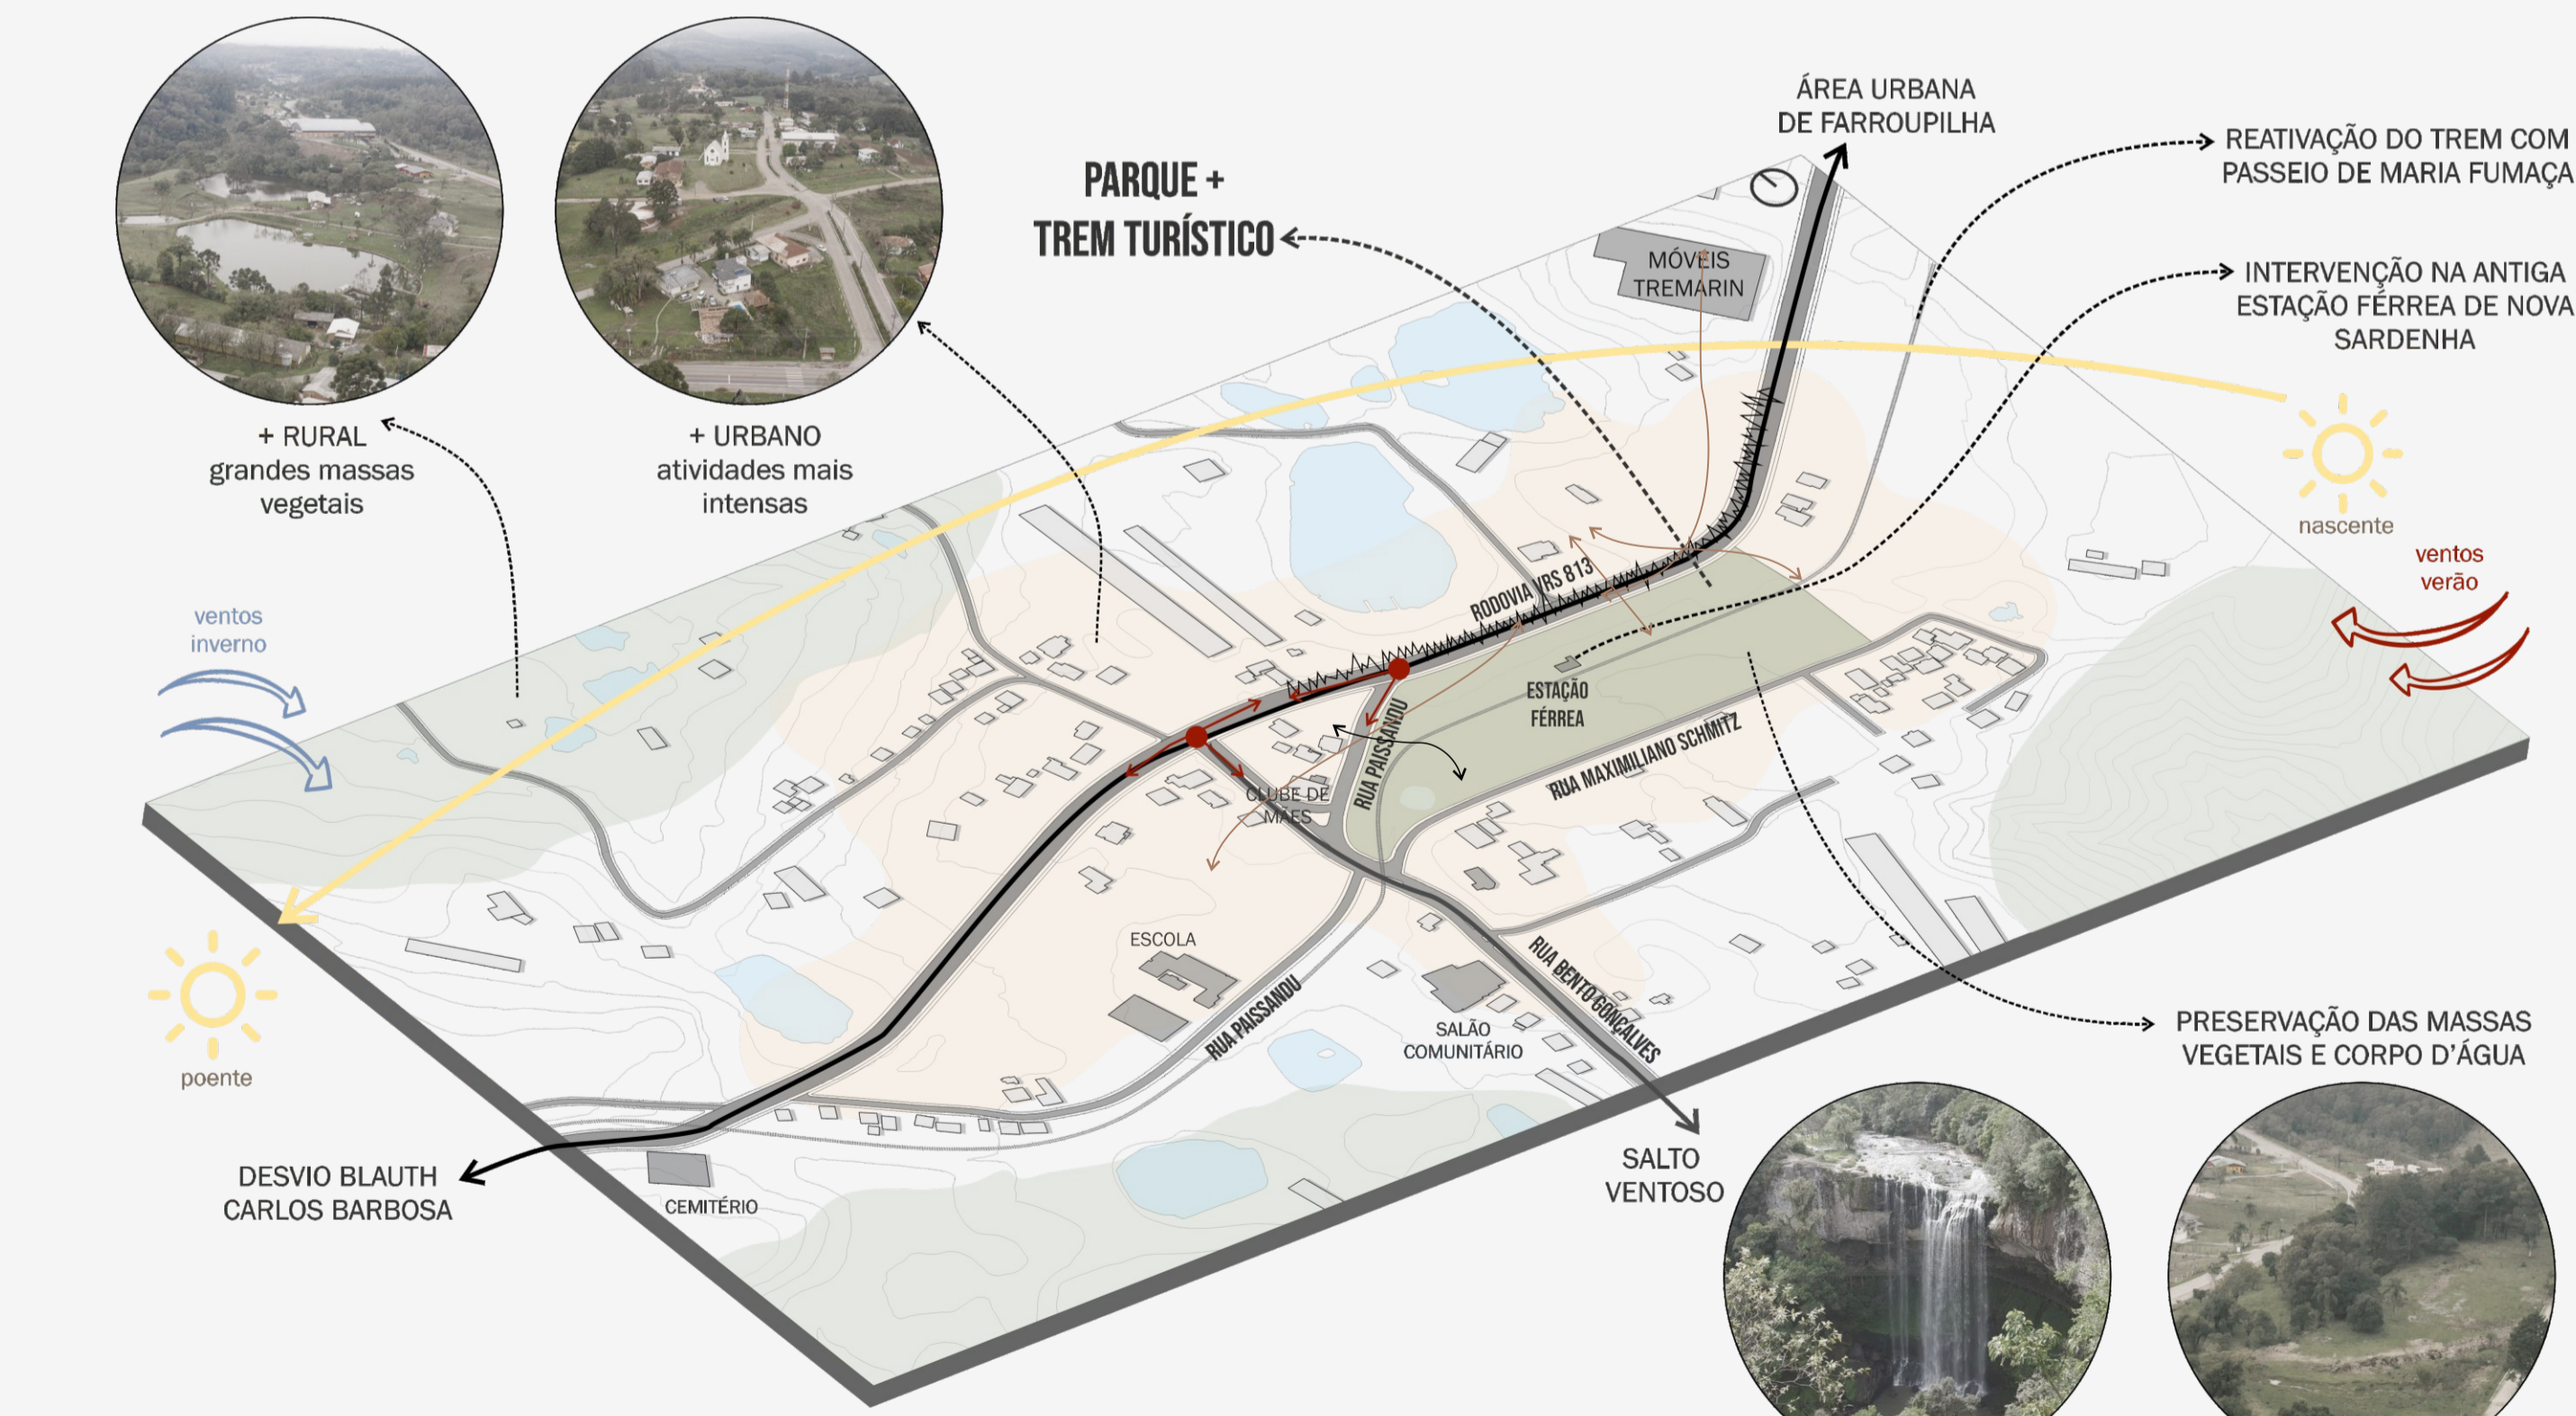 ÁREA URBANA
DE FARROUPILHA
REATIVAÇÃO DO TREM COM
PASSEIO DE MARIA FUMAÇA
PARQUE +
TREM TURÍSTICO
MÓVEIS
TREMARIN
INTERVENÇÃO NA ANTIGA
ESTAÇÃO FÉRREA DE NOVA
SARDENHA
+ RURAL
grandes massas
vegetais
+ URBANO
atividades mais
intensas
nascente
ventos
verão
ventos
inverno
RODOVIA VRS 813
ESTAÇÃO
FÉRREA
RUA PAISSANDU
RUA MAXIMILIANO SCHMITZ
CLUBE DE
MÃES
ESCOLA
RUA PAISSANDU
SALÃO
COMUNITÁRIO
RUA BENTO GONÇALVES
poente
PRESERVAÇÃO DAS MASSAS
VEGETAIS E CORPO D'ÁGUA
DESVIO BLAUTH
CARLOS BARBOSA
CEMITÉRIO
SALTO
VENTOSO